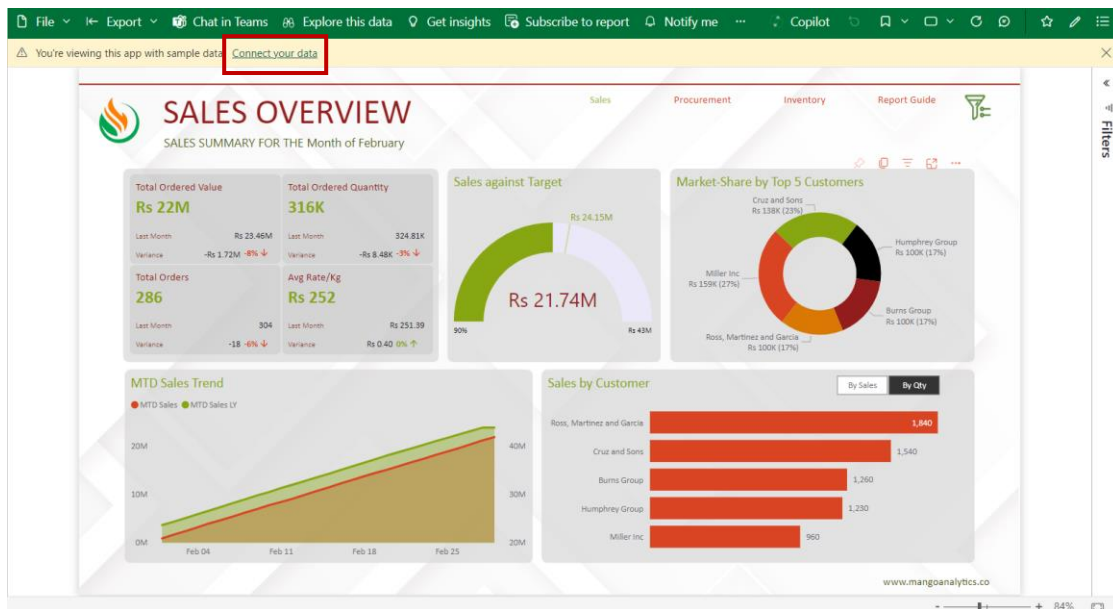 File Export Chat in Teams Explore this data Get insights Subscribe to report Notify me ... Copilot
You're viewing this app with sample data Connect your data
Filters
SALES OVERVIEW
SALES SUMMARY FOR THE Month of February
Sales Procurement Inventory Report Guide
Total Ordered Value
Rs 22M
Last Month Rs 23.46M
Variance -Rs 1.72M -8% ↓
Total Ordered Quantity
316K
Last Month 324.81K
Variance -Rs 8.48K -3% ↓
Total Orders
286
Last Month 304
Variance -18 -6% ↓
Avg Rate/Kg
Rs 252
Last Month Rs 251.39
Variance Rs 0.40 0% ↑
Sales against Target
Rs 24.15M
Rs 21.74M
90% Rs 43M
Market-Share by Top 5 Customers
Cruz and Sons
Rs 138K (23%)
Humphrey Group
Rs 100K (17%)
Miller Inc
Rs 159K (27%)
Burns Group
Rs 100K (17%)
Ross, Martinez and Garcia
Rs 100K (17%)
MTD Sales Trend
MTD Sales MTD Sales LY
20M 40M
10M 30M
0M 20M
Feb 04 Feb 11 Feb 18 Feb 25
Sales by Customer
By Sales By Qty
Ross, Martinez and Garcia 1,840
Cruz and Sons 1,540
Burns Group 1,260
Humphrey Group 1,230
Miller Inc 960
www.mangoanalytics.co
84%